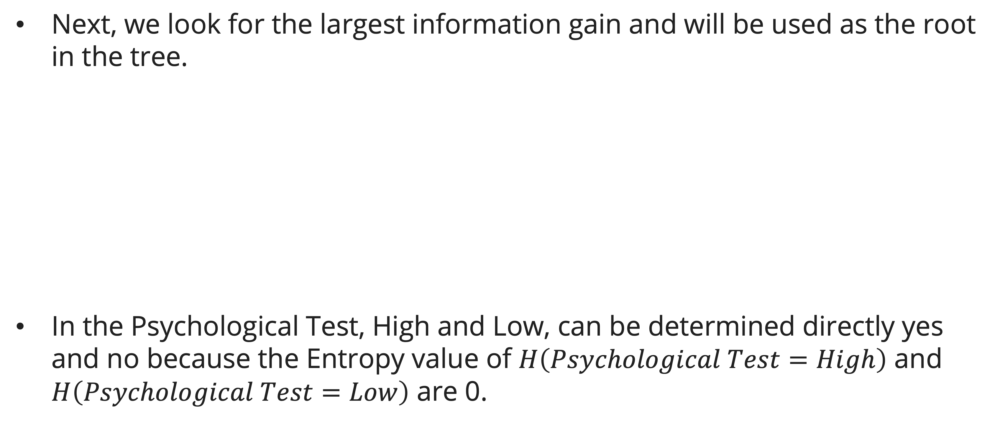 • Next, we look for the largest information gain and will be used as the root
in the tree.
• In the Psychological Test, High and Low, can be determined directly yes
and no because the Entropy value of H(Psychological Test = High) and
H(Psychological Test = Low) are 0.